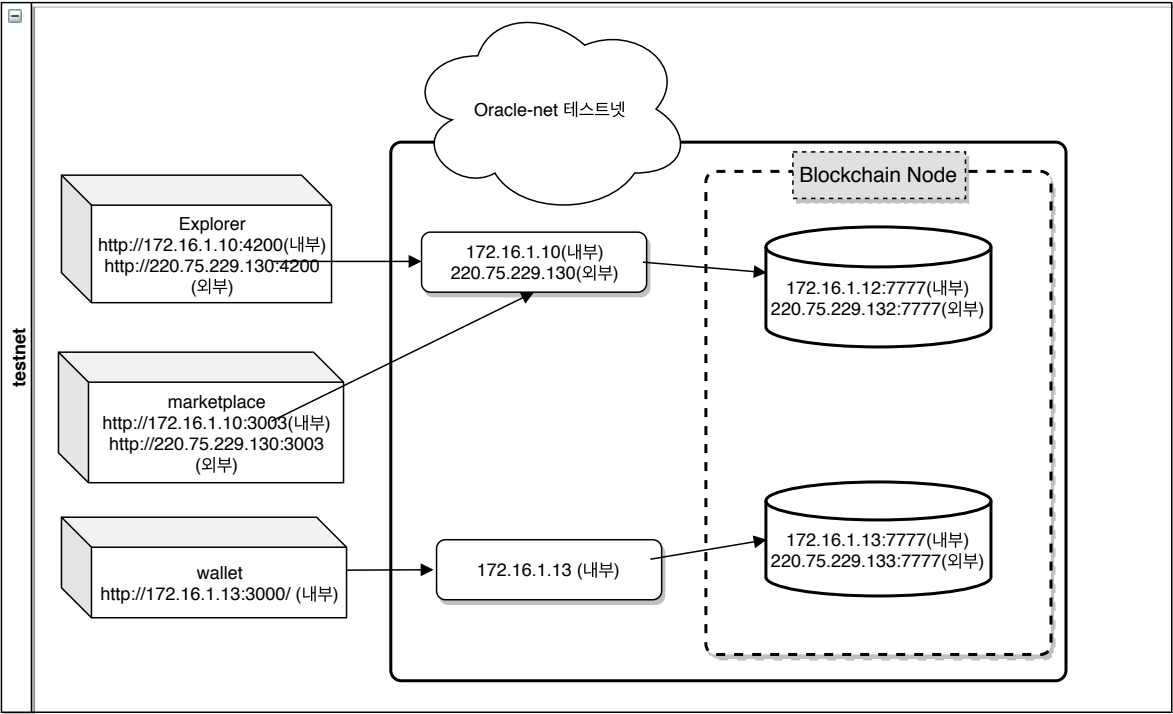 testnet
Oracle-net 테스트넷
Blockchain Node
Explorer
http://172.16.1.10:4200(내부)
http://220.75.229.130:4200
(외부)
172.16.1.10(내부)
220.75.229.130(외부)
172.16.1.12:7777(내부)
220.75.229.132:7777(외부)
marketplace
http://172.16.1.10:3003(내부)
http://220.75.229.130:3003
(외부)
wallet
http://172.16.1.13:3000/ (내부)
172.16.1.13 (내부)
172.16.1.13:7777(내부)
220.75.229.133:7777(외부)